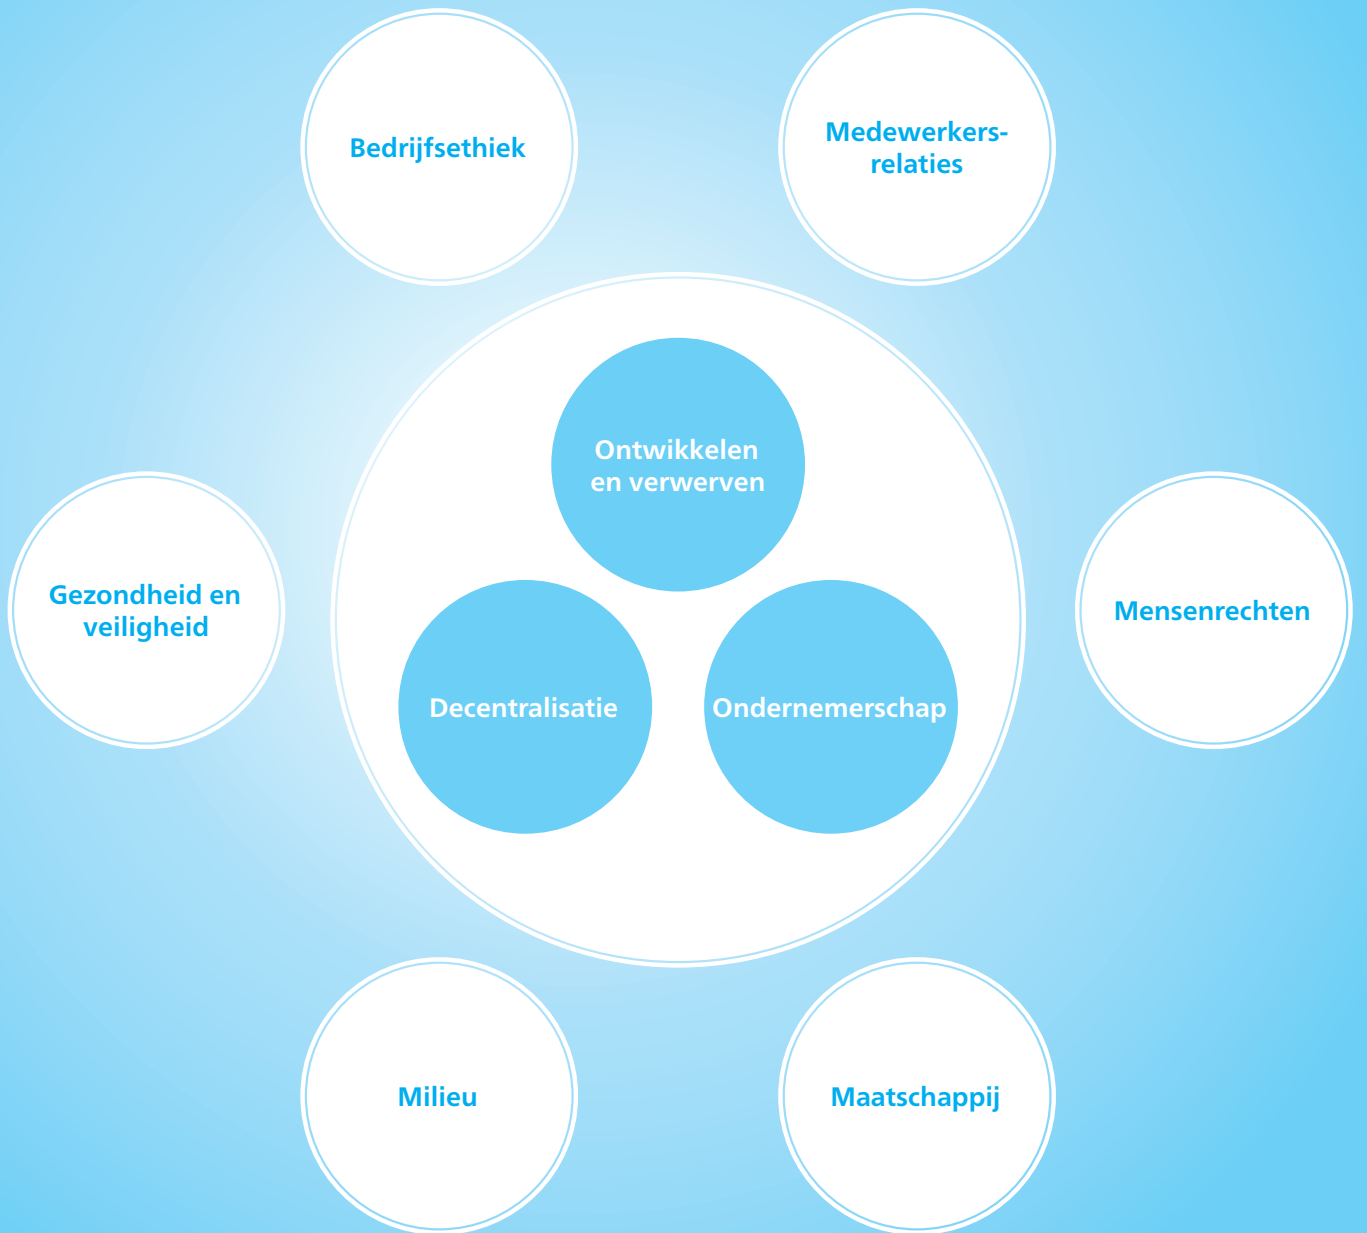 Bedrijfsethiek
Medewerkers-
relaties
Ontwikkelen
en verwerven
Gezondheid en
veiligheid
Mensenrechten
Decentralisatie
Ondernemerschap
Milieu
Maatschappij